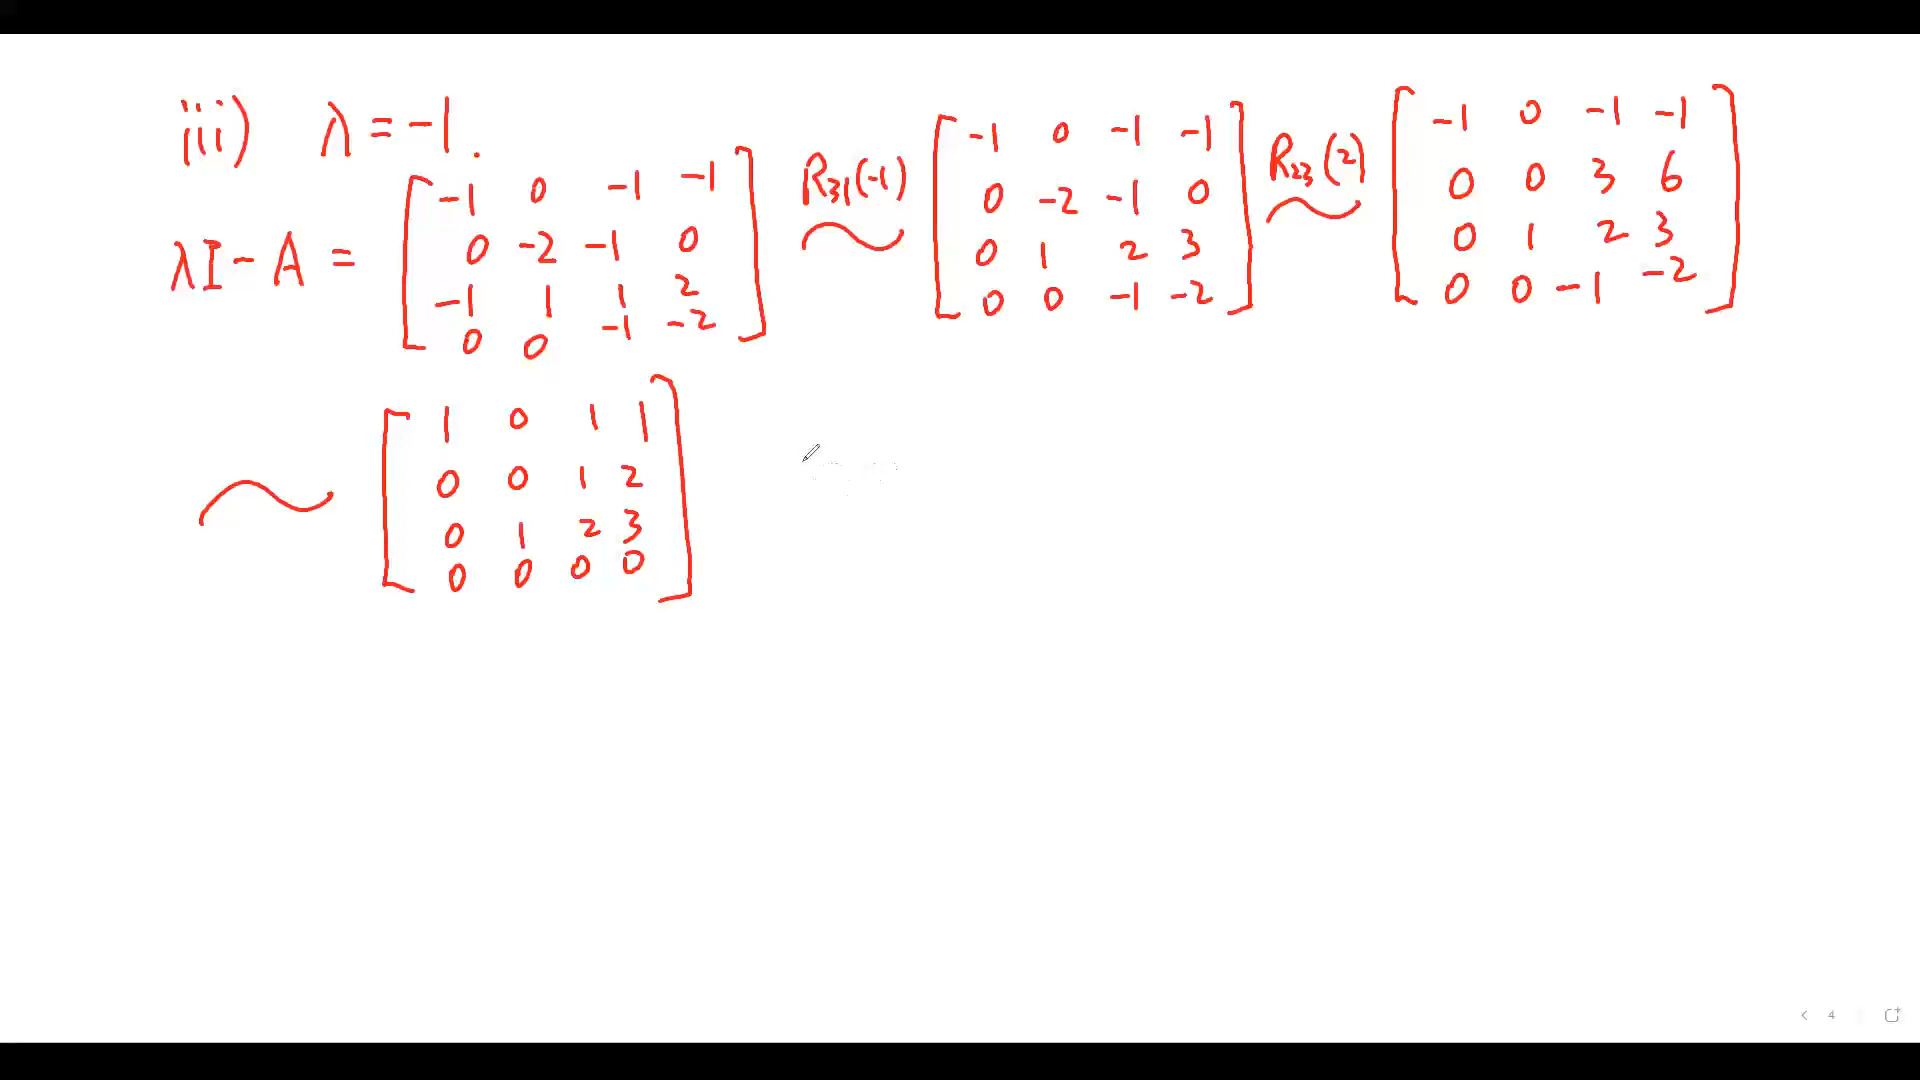 iii) λ = -1.
λI - A = [ -1 0 -1 -1 ; 0 -2 -1 0 ; -1 1 1 2 ; 0 0 -1 -2 ] R31(-1) ~ [ -1 0 -1 -1 ; 0 -2 -1 0 ; 0 1 2 3 ; 0 0 -1 -2 ] R23(2) ~ [ -1 0 -1 -1 ; 0 0 3 6 ; 0 1 2 3 ; 0 0 -1 -2 ]
~ [ 1 0 1 1 ; 0 0 1 2 ; 0 1 2 3 ; 0 0 0 0 ]
< 4